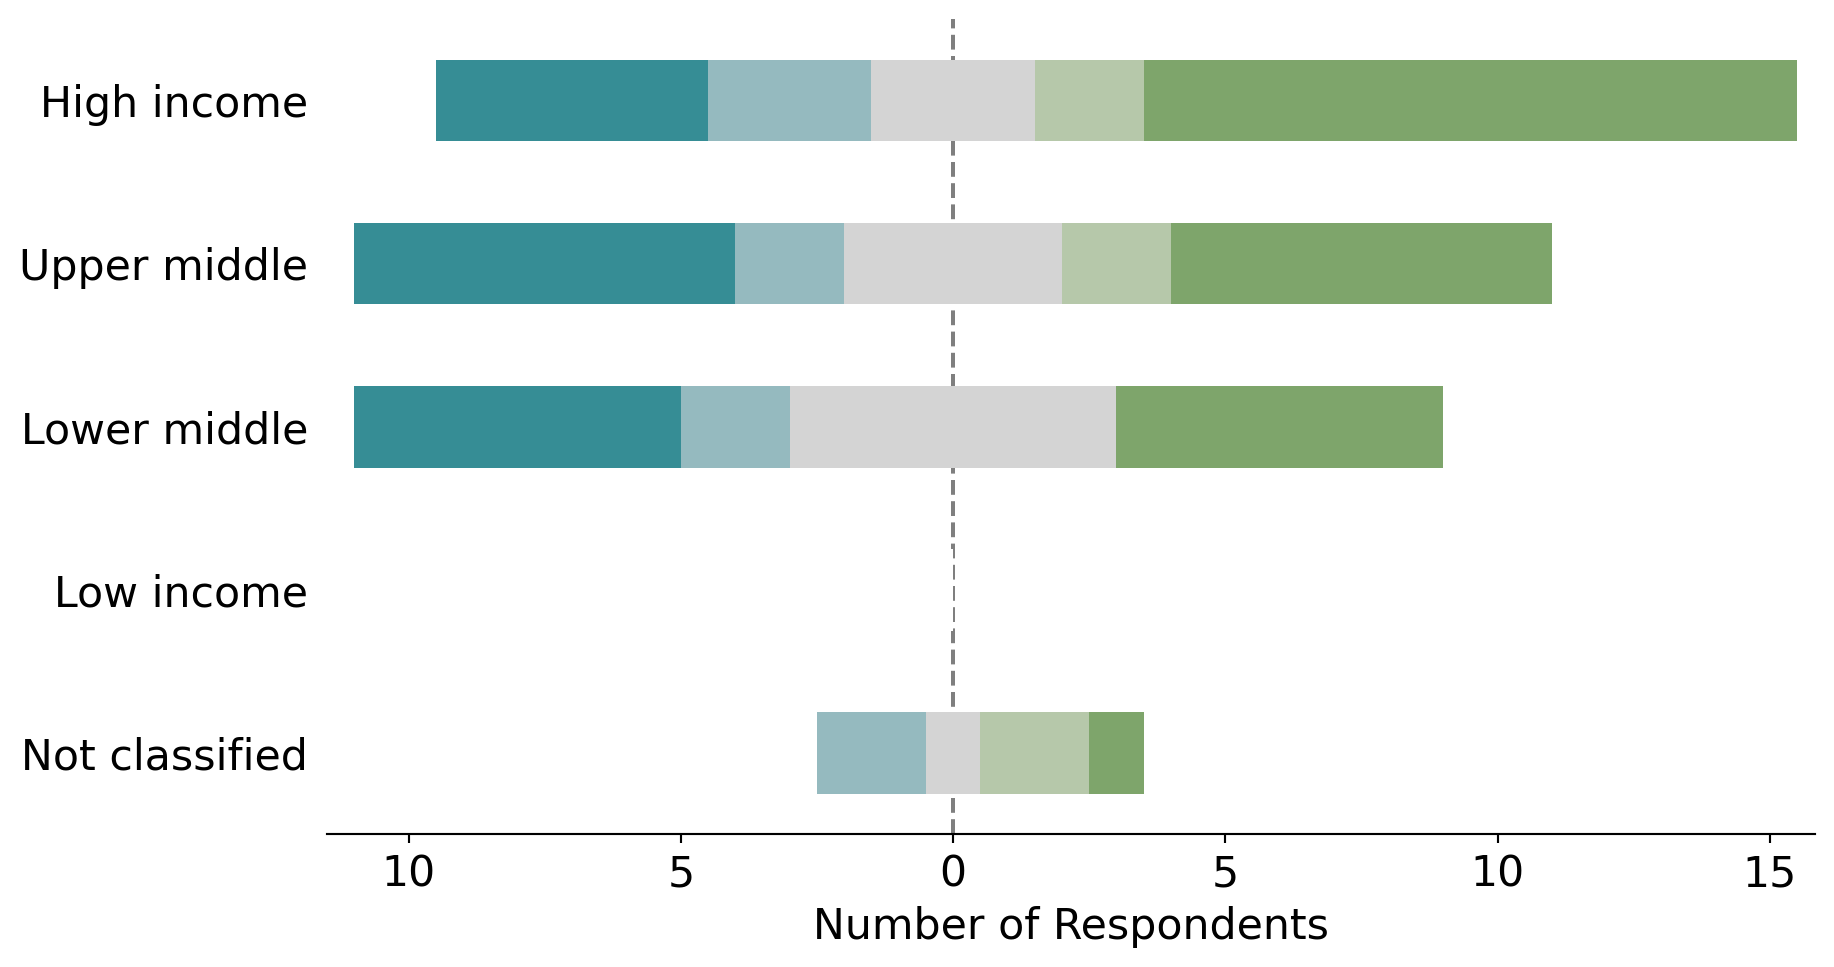 High income
Upper middle
Lower middle
Low income
Not classified
10 5 0 5 10 15
Number of Respondents